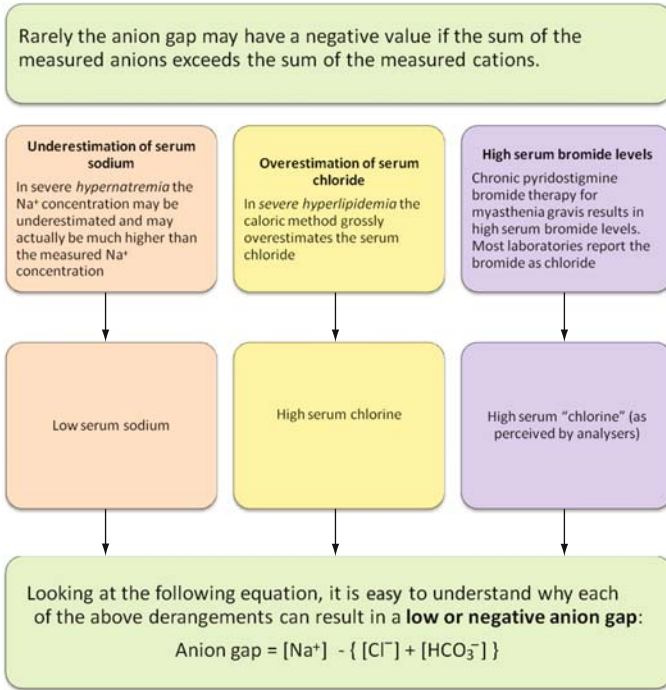 Rarely the anion gap may have a negative value if the sum of the
measured anions exceeds the sum of the measured cations.
Underestimation of serum
sodium
In severe hypernatremia the
Na⁺ concentration may be
underestimated and may
actually be much higher than
the measured Na⁺
concentration
Overestimation of serum
chloride
In severe hyperlipidemia the
caloric method grossly
overestimates the serum
chloride
High serum bromide levels
Chronic pyridostigmine
bromide therapy for
myasthenia gravis results in
high serum bromide levels.
Most laboratories report the
bromide as chloride
Low serum sodium
High serum chlorine
High serum “chlorine” (as
perceived by analysers)
Looking at the following equation, it is easy to understand why each
of the above derangements can result in a low or negative anion gap:
Anion gap = [Na⁺] - { [Cl⁻] + [HCO₃⁻] }